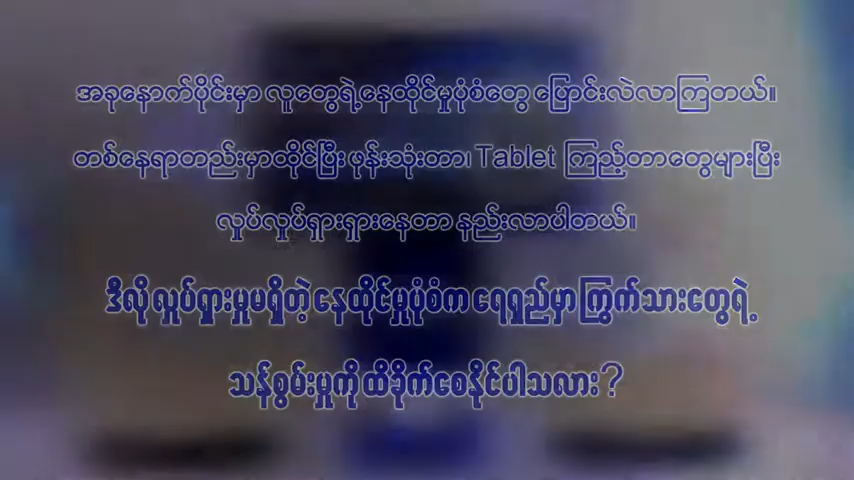 အခုနောက်ပိုင်းမှာ လူတွေရဲ့နေထိုင်မှုပုံစံတွေ ပြောင်းလဲလာကြတယ်။
တစ်နေရာတည်းမှာထိုင်ပြီး ဖုန်းသုံးတာ၊ Tablet ကြည့်တာတွေများပြီး
လှုပ်လှုပ်ရှားရှားနေတာ နည်းလာပါတယ်။
ဒီလို လှုပ်ရှားမှုမရှိတဲ့ နေထိုင်မှုပုံစံက ရေရှည်မှာ ကြွက်သားတွေရဲ့
သန်စွမ်းမှုကို ထိခိုက်စေနိုင်ပါသလား?